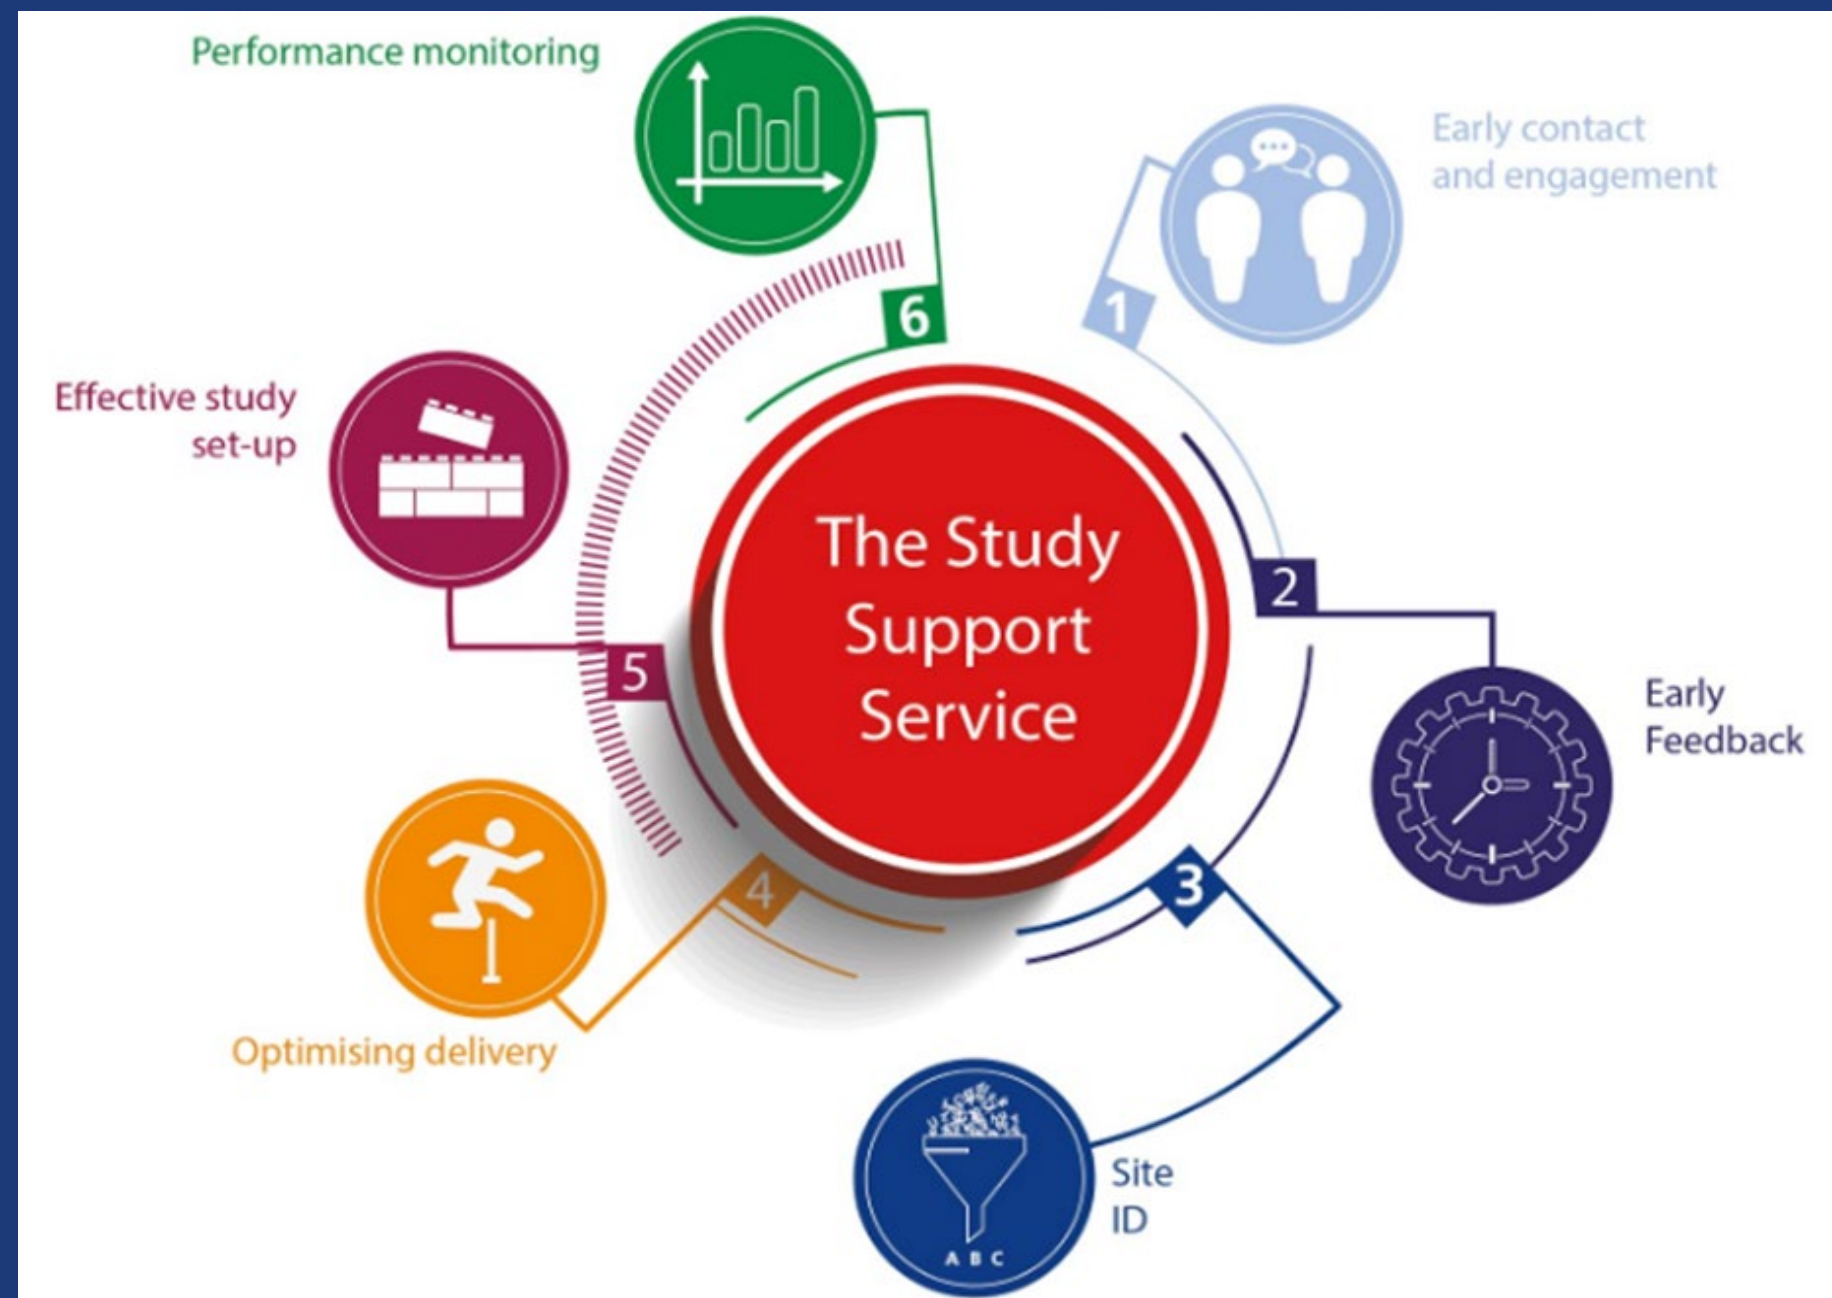 The Study
Support
Service
1
Early contact
and engagement
2
Early
Feedback
3
Site
ID
A B C
4
Optimising delivery
5
Effective study
set-up
6
Performance monitoring